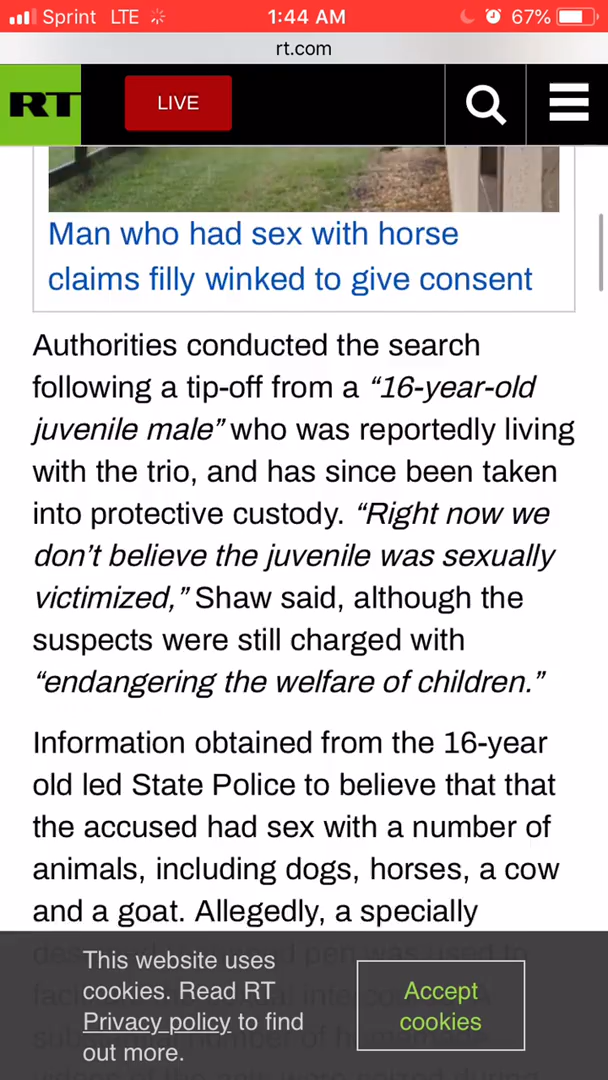 Sprint LTE 1:44 AM 67%
rt.com
RT LIVE
Man who had sex with horse
claims filly winked to give consent
Authorities conducted the search
following a tip-off from a “16-year-old
juvenile male” who was reportedly living
with the trio, and has since been taken
into protective custody. “Right now we
don’t believe the juvenile was sexually
victimized,” Shaw said, although the
suspects were still charged with
“endangering the welfare of children.”
Information obtained from the 16-year
old led State Police to believe that that
the accused had sex with a number of
animals, including dogs, horses, a cow
and a goat. Allegedly, a specially
This website uses
cookies. Read RT
Privacy policy to find
out more.
Accept
cookies